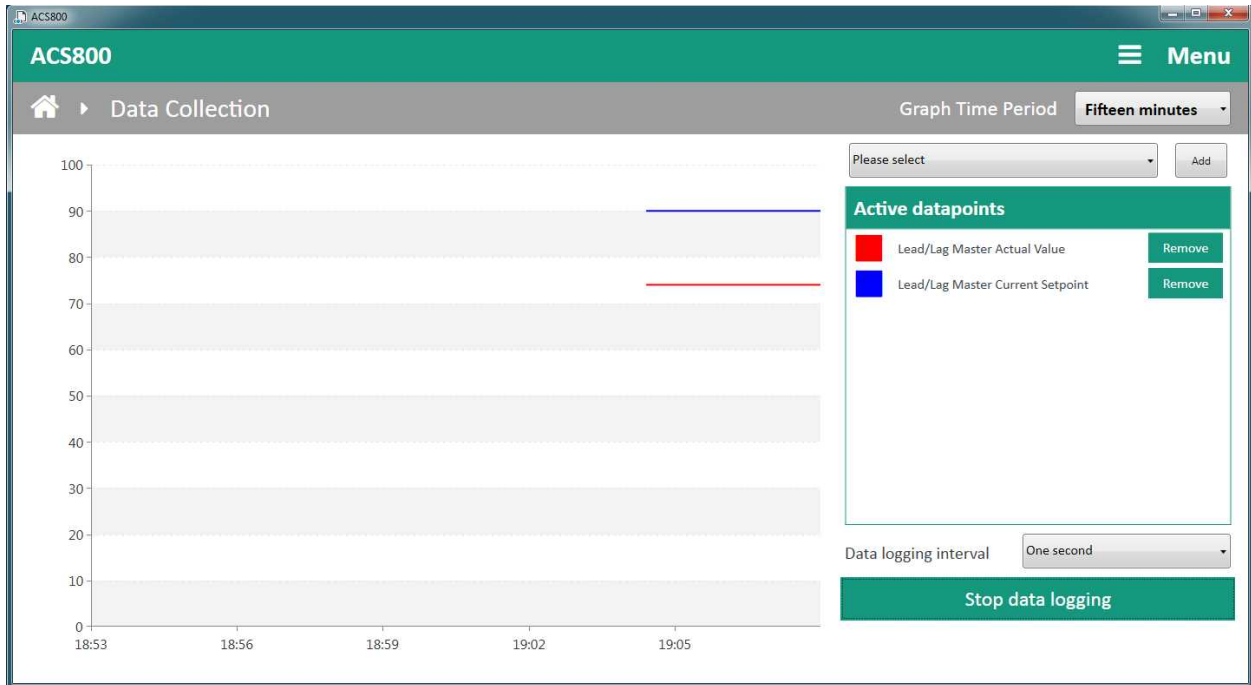 ACS800
ACS800
Menu
Data Collection
Graph Time Period
Fifteen minutes
Please select
Add
Active datapoints
Lead/Lag Master Actual Value
Remove
Lead/Lag Master Current Setpoint
Remove
100
90
80
70
60
50
40
30
20
10
0
18:53
18:56
18:59
19:02
19:05
Data logging interval
One second
Stop data logging